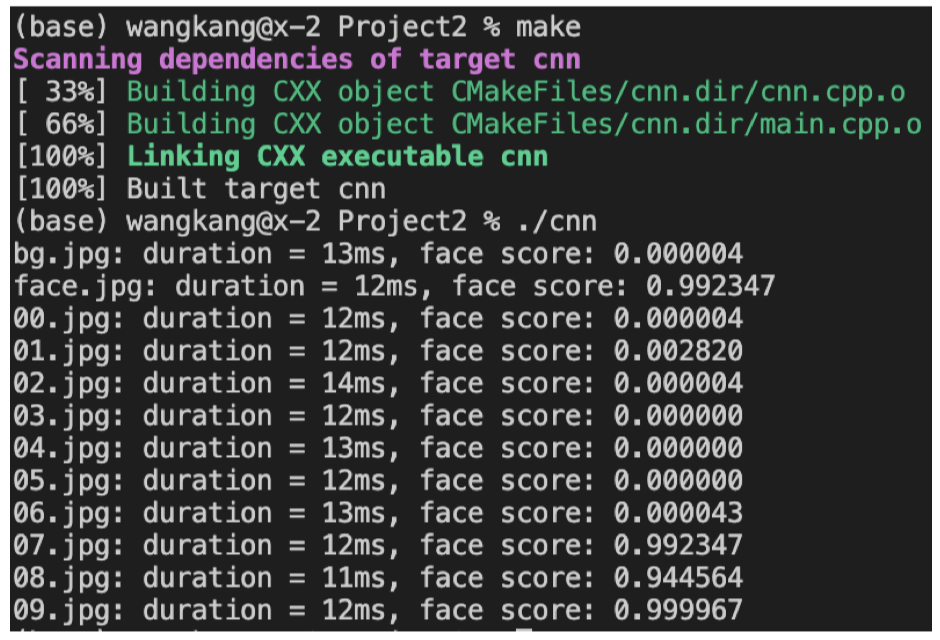 (base) wangkang@x-2 Project2 % make
Scanning dependencies of target cnn
[ 33%] Building CXX object CMakeFiles/cnn.dir/cnn.cpp.o
[ 66%] Building CXX object CMakeFiles/cnn.dir/main.cpp.o
[100%] Linking CXX executable cnn
[100%] Built target cnn
(base) wangkang@x-2 Project2 % ./cnn
bg.jpg: duration = 13ms, face score: 0.000004
face.jpg: duration = 12ms, face score: 0.992347
00.jpg: duration = 12ms, face score: 0.000004
01.jpg: duration = 12ms, face score: 0.002820
02.jpg: duration = 14ms, face score: 0.000004
03.jpg: duration = 12ms, face score: 0.000000
04.jpg: duration = 13ms, face score: 0.000000
05.jpg: duration = 12ms, face score: 0.000000
06.jpg: duration = 13ms, face score: 0.000043
07.jpg: duration = 12ms, face score: 0.992347
08.jpg: duration = 11ms, face score: 0.944564
09.jpg: duration = 12ms, face score: 0.999967